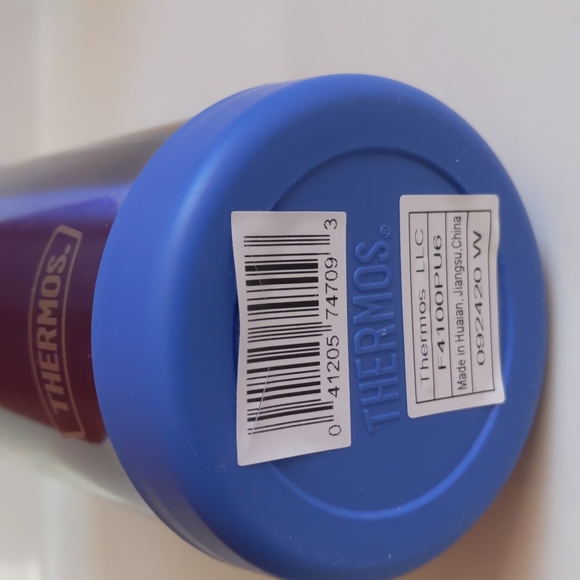 THERMOS®
0 41205 74709 3
THERMOS®
Thermos LLC
F4100PU6
Made in Huaian, Jiangsu,China
092420 W